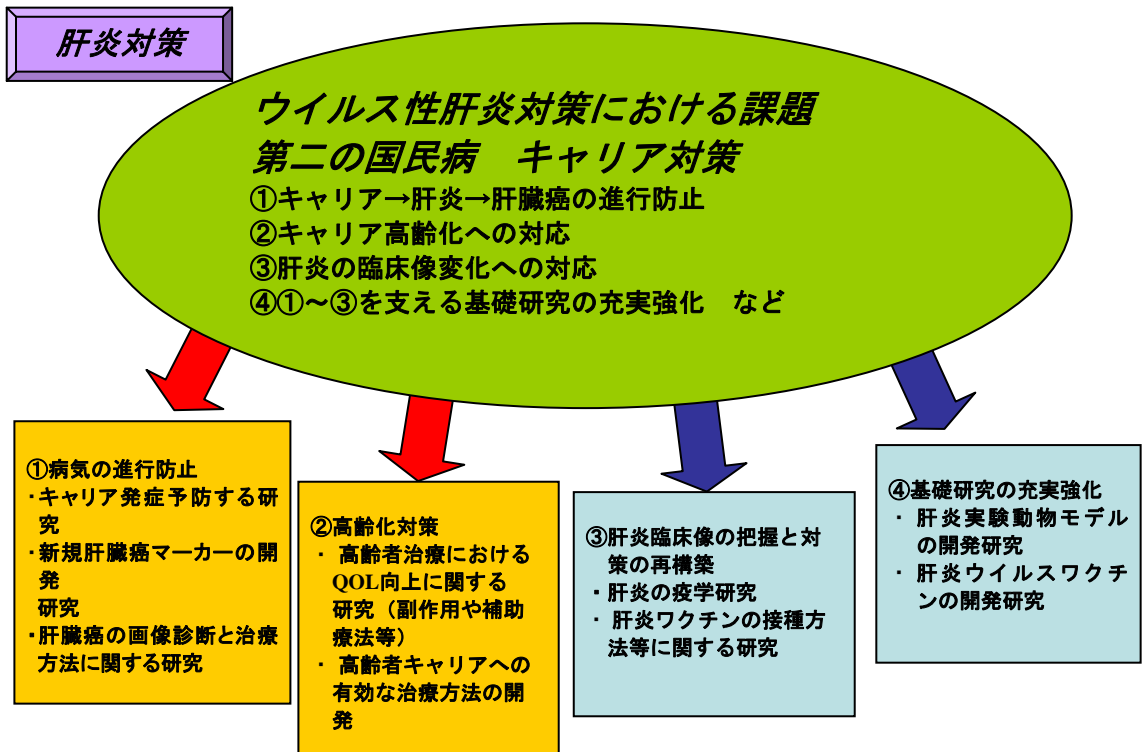 肝炎対策
ウイルス性肝炎対策における課題
第二の国民病　キャリア対策
①キャリア→肝炎→肝臓癌の進行防止
②キャリア高齢化への対応
③肝炎の臨床像変化への対応
④①～③を支える基礎研究の充実強化　など
①病気の進行防止
・キャリア発症予防する研
究
・新規肝臓癌マーカーの開
発
研究
・肝臓癌の画像診断と治療
方法に関する研究
②高齢化対策
・ 高齢者治療における
QOL向上に関する
研究（副作用や補助
療法等）
・ 高齢者キャリアへの
有効な治療方法の開
発
③肝炎臨床像の把握と対
策の再構築
・肝炎の疫学研究
・ 肝炎ワクチンの接種方
法等に関する研究
④基礎研究の充実強化
・ 肝炎実験動物モデル
の開発研究
・ 肝炎ウイルスワクチ
ンの開発研究